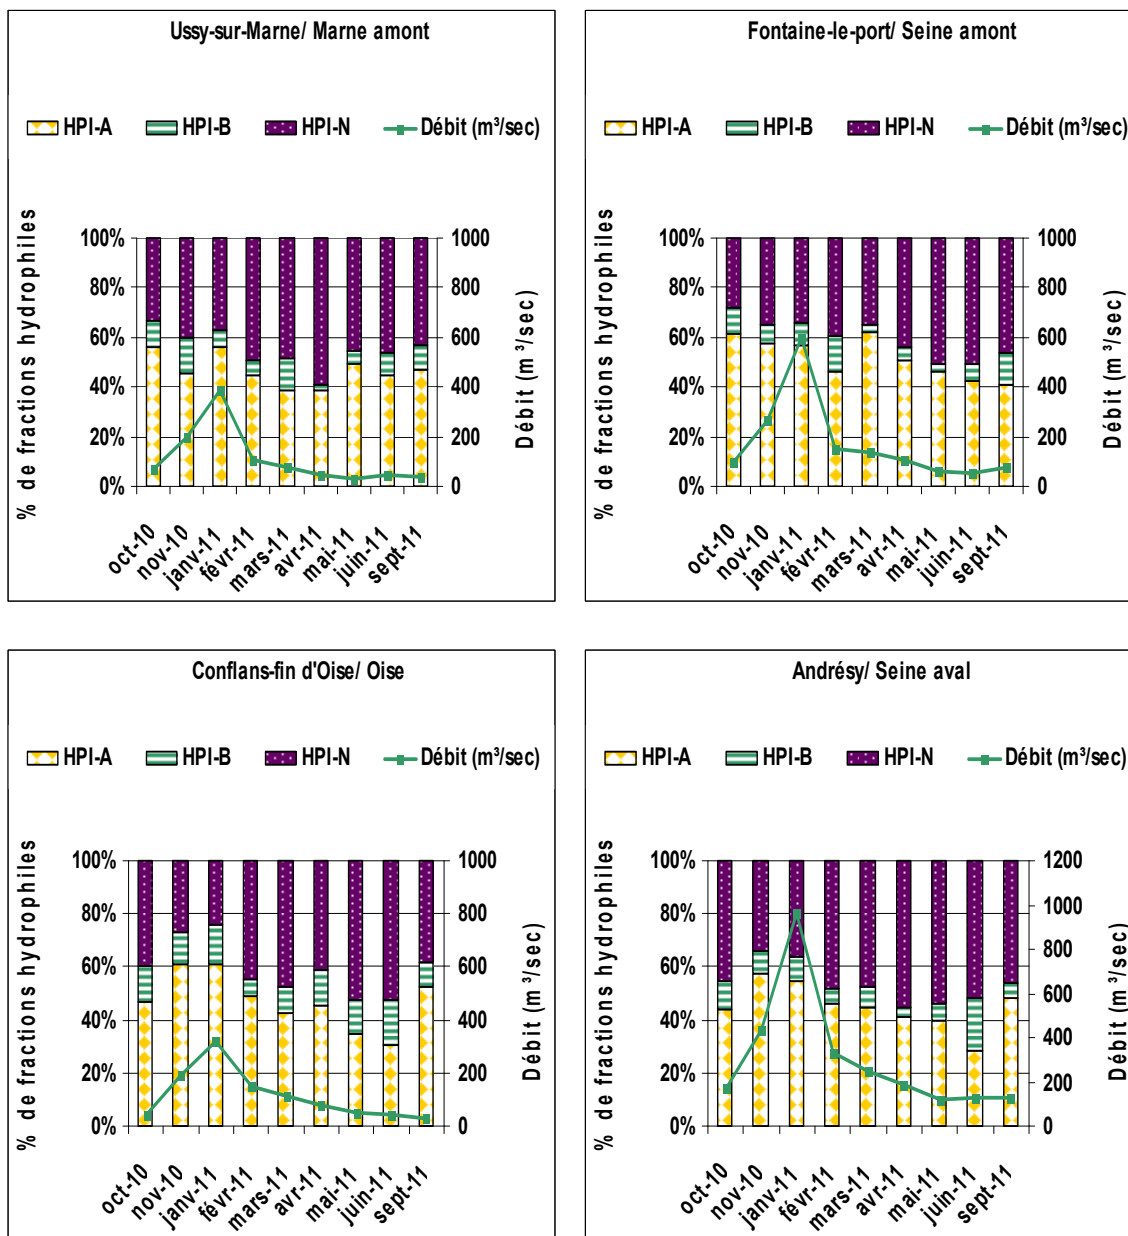 Ussy-sur-Marne/ Marne amont
HPI-A HPI-B HPI-N Débit (m³/sec)
% de fractions hydrophiles
100% 80% 60% 40% 20% 0%
1000 800 600 400 200 0
Débit (m³/sec)
oct-10 nov-10 janv-11 févr-11 mars-11 avr-11 mai-11 juin-11 sept-11
Fontaine-le-port/ Seine amont
HPI-A HPI-B HPI-N Débit (m³/sec)
% de fractions hydrophiles
100% 80% 60% 40% 20% 0%
1000 800 600 400 200 0
Débit (m³/sec)
oct-10 nov-10 janv-11 févr-11 mars-11 avr-11 mai-11 juin-11 sept-11
Conflans-fin d'Oise/ Oise
HPI-A HPI-B HPI-N Débit (m³/sec)
% de fractions hydrophiles
100% 80% 60% 40% 20% 0%
1000 800 600 400 200 0
Débit (m³/sec)
oct-10 nov-10 janv-11 févr-11 mars-11 avr-11 mai-11 juin-11 sept-11
Andrésy/ Seine aval
HPI-A HPI-B HPI-N Débit (m³/sec)
% de fractions hydrophiles
100% 80% 60% 40% 20% 0%
1200 1000 800 600 400 200 0
Débit (m³/sec)
oct-10 nov-10 janv-11 févr-11 mars-11 avr-11 mai-11 juin-11 sept-11